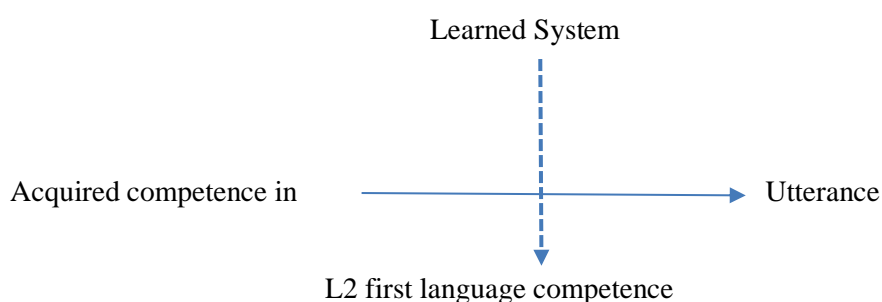 Learned System
Acquired competence in
Utterance
L2 first language competence